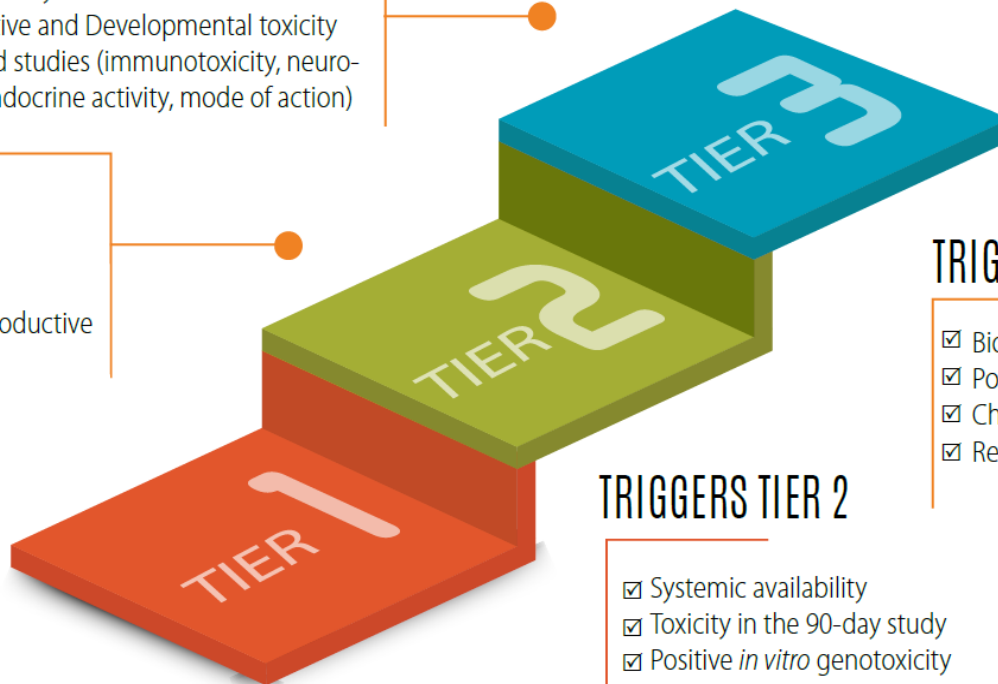 ive and Developmental toxicity
d studies (immunotoxicity, neuro-
ndocrine activity, mode of action)
TIER 3
oductive
TIER 2
TRIG
Bio
Po
Ch
Re
TIER 1
TRIGGERS TIER 2
☑ Systemic availability
☑ Toxicity in the 90-day study
☑ Positive in vitro genotoxicity